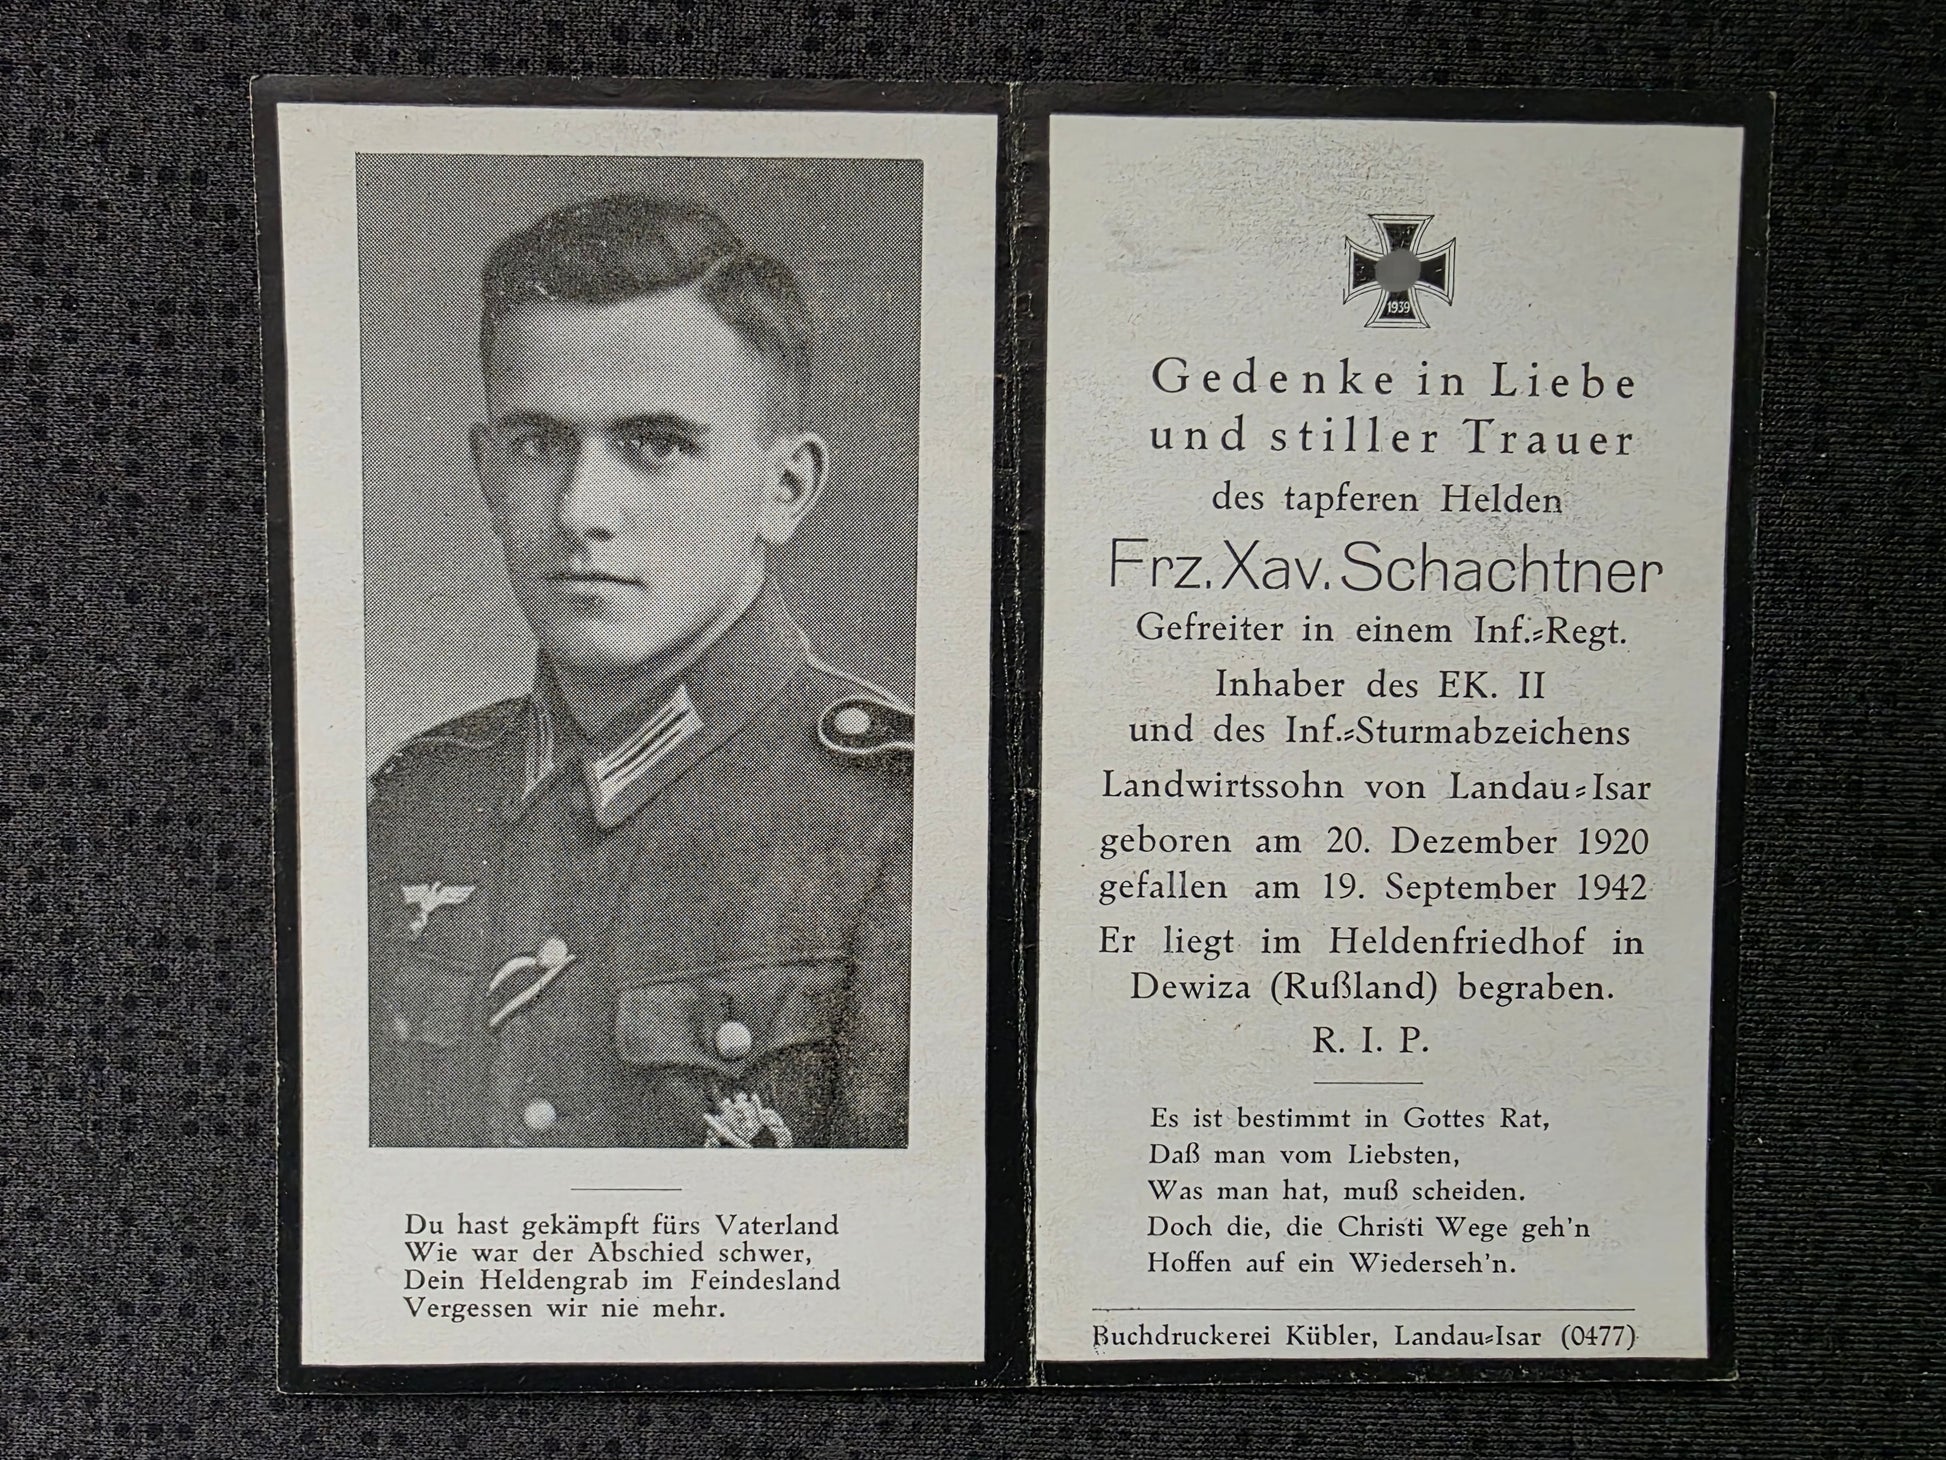 Du hast gekämpft fürs Vaterland
Wie war der Abschied schwer,
Dein Heldengrab im Feindesland
Vergessen wir nie mehr.
1939
Gedenke in Liebe
und stiller Trauer
des tapferen Helden
Frz. Xav. Schachtner
Gefreiter in einem Inf.-Regt.
Inhaber des EK. II
und des Inf.-Sturmabzeichens
Landwirtssohn von Landau-Isar
geboren am 20. Dezember 1920
gefallen am 19. September 1942
Er liegt im Heldenfriedhof in
Dewiza (Rußland) begraben.
R. I. P.
Es ist bestimmt in Gottes Rat,
Daß man vom Liebsten,
Was man hat, muß scheiden.
Doch die, die Christi Wege geh'n
Hoffen auf ein Wiederseh'n.
Buchdruckerei Kübler, Landau-Isar (0477)